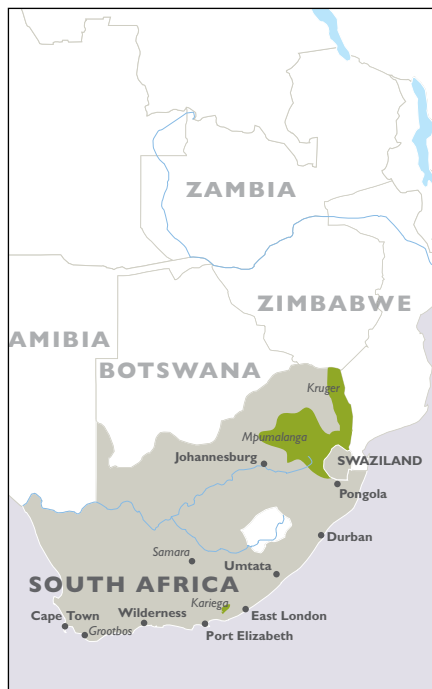 ZAMBIA
ZIMBABWE
AMIBIA
BOTSWANA
Kruger
Mpumalanga
Johannesburg
SWAZILAND
Pongola
Durban
Samara
Umtata
SOUTH AFRICA
Kariega
Cape Town
Wilderness
East London
Grootbos
Port Elizabeth